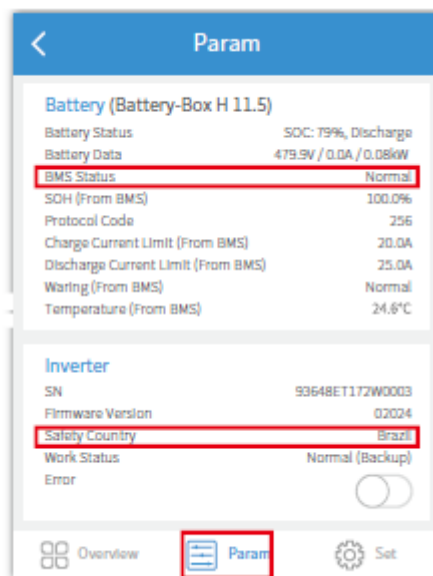 Param
Battery (Battery-Box H 11.5)
Battery Status SOC: 79%, Discharge
Battery Data 479.9V / 0.0A / 0.08kW
BMS Status Normal
SOH (From BMS) 100.0%
Protocol Code 256
Charge Current Limit (From BMS) 20.0A
Discharge Current Limit (From BMS) 25.0A
Waring (From BMS) Normal
Temperature (From BMS) 24.6°C
Inverter
SN 93648ET172W0003
Firmware Version 02024
Safety Country Brazil
Work Status Normal (Backup)
Error
Overview Param Set